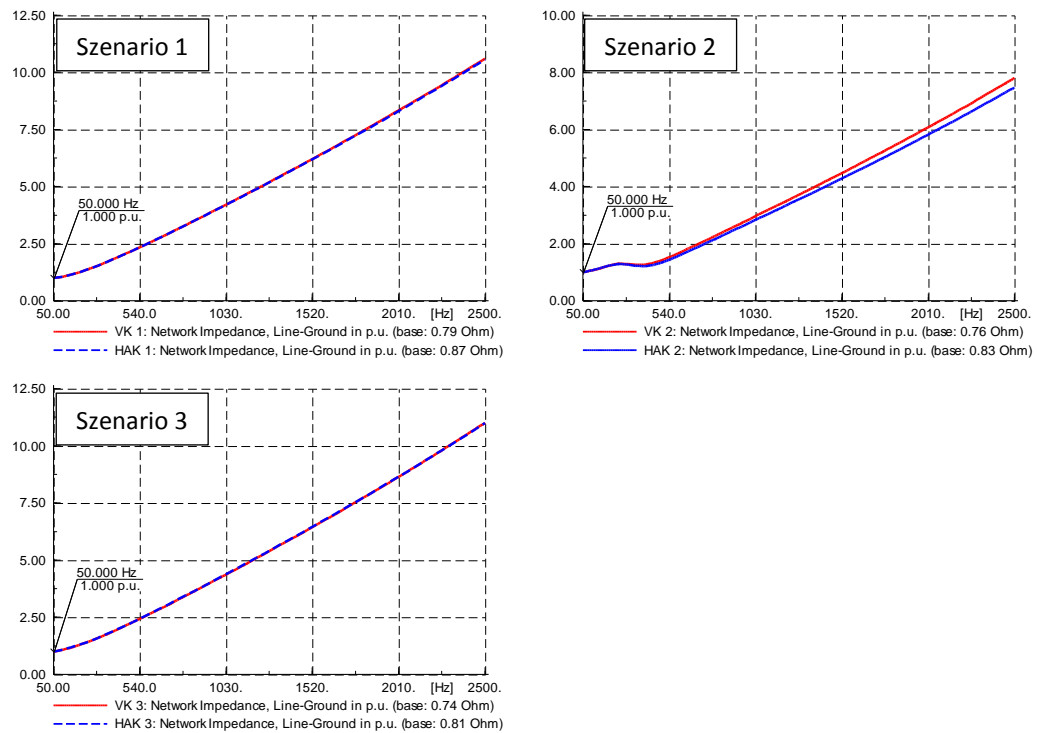 Szenario 1
12.50
10.00
7.50
5.00
2.50
0.00
50.000 Hz
1.000 p.u.
50.00 540.0 1030. 1520. 2010. [Hz] 2500.
VK 1: Network Impedance, Line-Ground in p.u. (base: 0.79 Ohm)
HAK 1: Network Impedance, Line-Ground in p.u. (base: 0.87 Ohm)
Szenario 2
10.00
8.00
6.00
4.00
2.00
0.00
50.000 Hz
1.000 p.u.
50.00 540.0 1030. 1520. 2010. [Hz] 2500.
VK 2: Network Impedance, Line-Ground in p.u. (base: 0.76 Ohm)
HAK 2: Network Impedance, Line-Ground in p.u. (base: 0.83 Ohm)
Szenario 3
12.50
10.00
7.50
5.00
2.50
0.00
50.000 Hz
1.000 p.u.
50.00 540.0 1030. 1520. 2010. [Hz] 2500.
VK 3: Network Impedance, Line-Ground in p.u. (base: 0.74 Ohm)
HAK 3: Network Impedance, Line-Ground in p.u. (base: 0.81 Ohm)